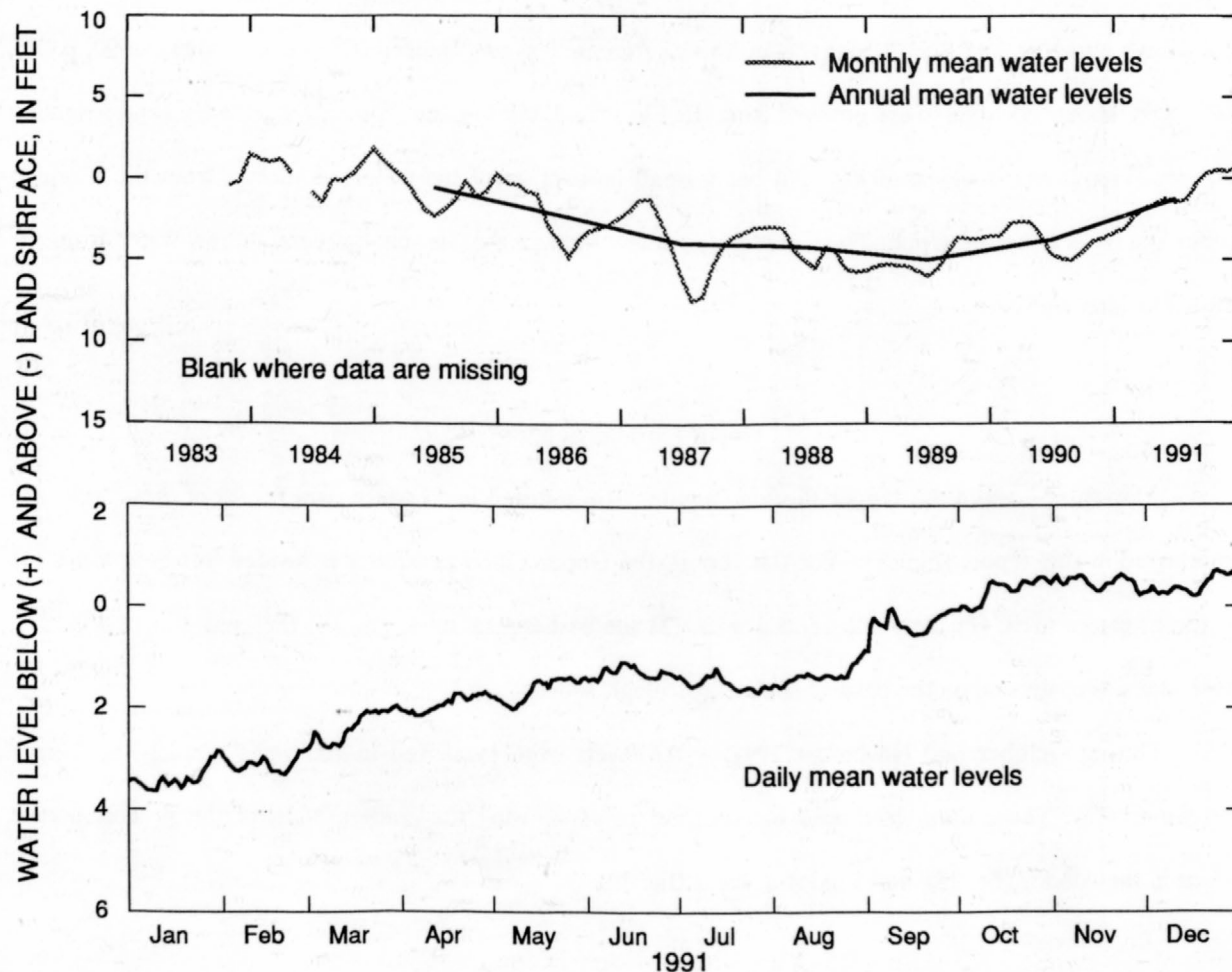 WATER LEVEL BELOW (+) AND ABOVE (-) LAND SURFACE, IN FEET
10
5
0
5
10
15
Monthly mean water levels
Annual mean water levels
Blank where data are missing
1983 1984 1985 1986 1987 1988 1989 1990 1991
2
0
2
4
6
Daily mean water levels
Jan Feb Mar Apr May Jun Jul Aug Sep Oct Nov Dec
1991